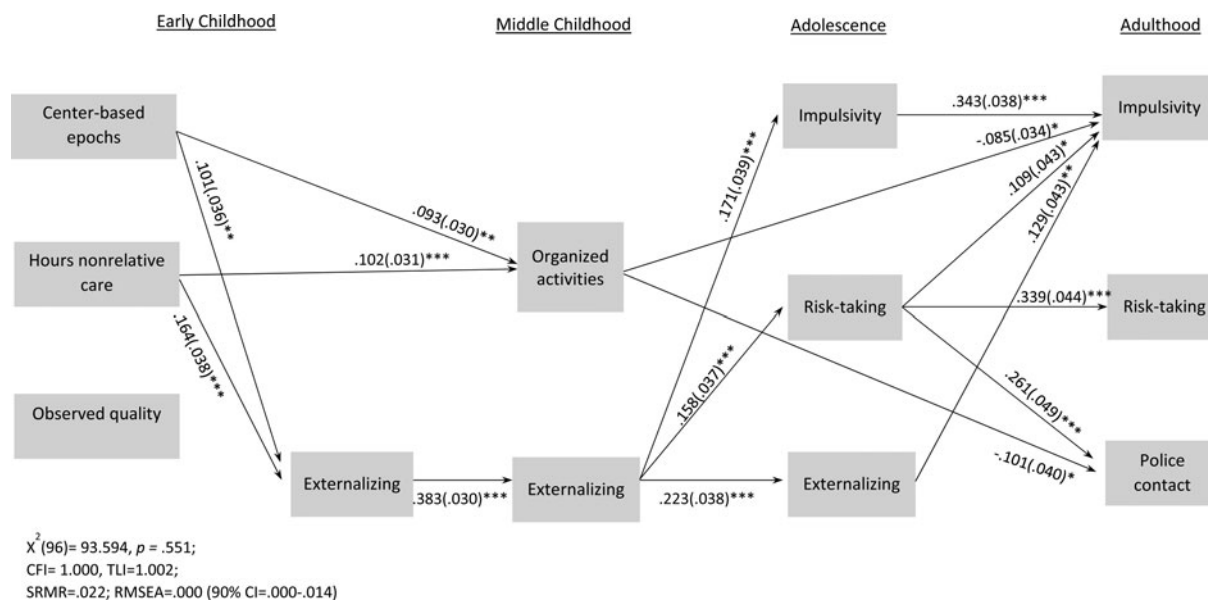 Early Childhood
Middle Childhood
Adolescence
Adulthood
Center-based
epochs
Hours nonrelative
care
Observed quality
.101(.036)**
.164(.038)***
.093(.030)**
.102(.031)***
Externalizing
.383(.030)***
Organized
activities
Externalizing
.171(.039)***
.158(.037)***
.223(.038)***
Impulsivity
Risk-taking
Externalizing
.343(.038)***
-.085(.034)*
.109(.043)*
.129(.043)**
.339(.044)***
.261(.049)***
-.101(.040)*
Impulsivity
Risk-taking
Police
contact
X²(96)= 93.594, p = .551;
CFI= 1.000, TLI=1.002;
SRMR=.022; RMSEA=.000 (90% CI=.000-.014)